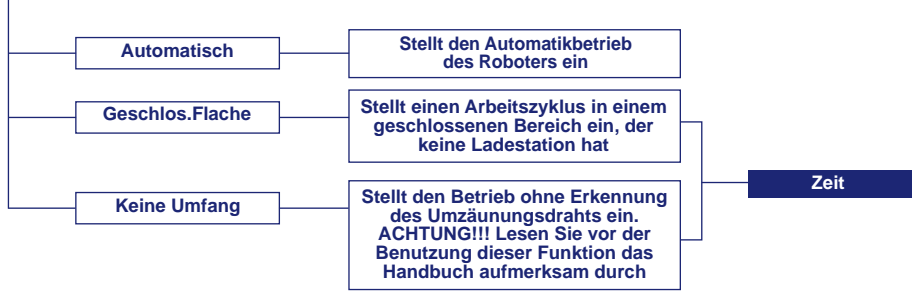 Automatisch
Stellt den Automatikbetrieb
des Roboters ein
Geschlos.Flache
Stellt einen Arbeitszyklus in einem
geschlossenen Bereich ein, der
keine Ladestation hat
Zeit
Keine Umfang
Stellt den Betrieb ohne Erkennung
des Umzäunungsdrahts ein.
ACHTUNG!!! Lesen Sie vor der
Benutzung dieser Funktion das
Handbuch aufmerksam durch